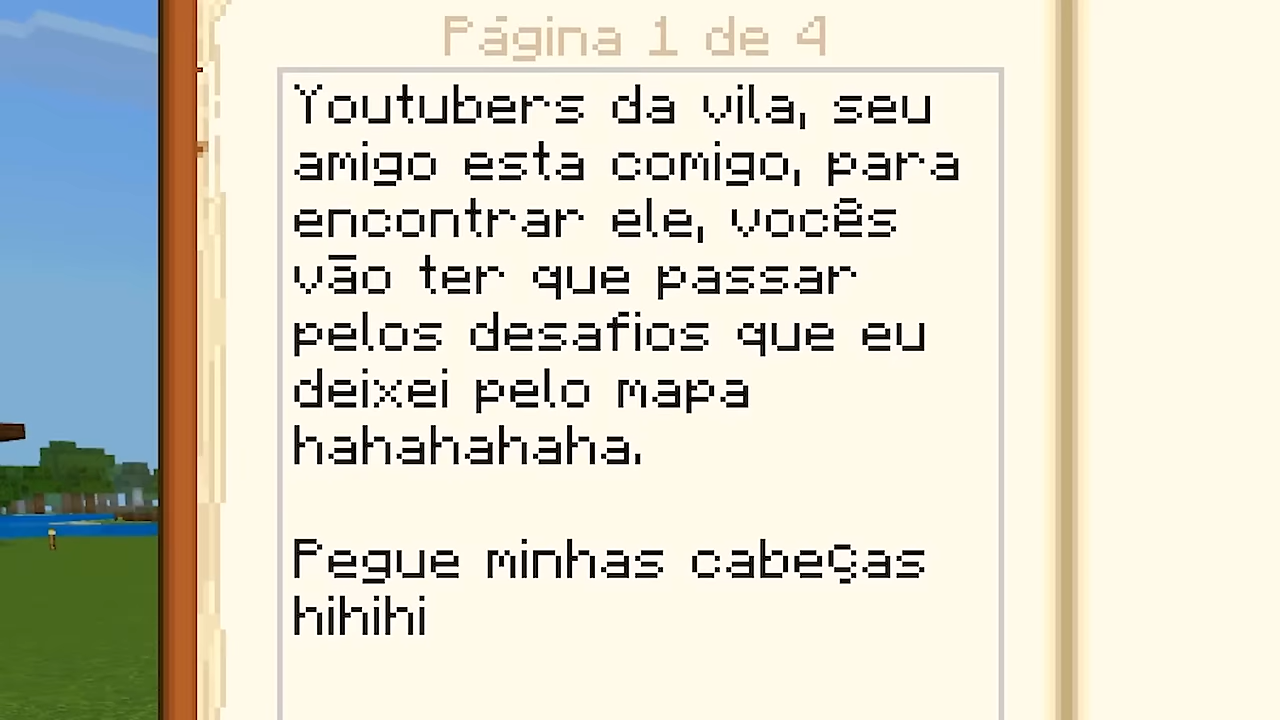 Página 1 de 4
Youtubers da vila, seu
amigo esta comigo, para
encontrar ele, vocês
vão ter que passar
pelos desafios que eu
deixei pelo mapa
hahahahaha.
Pegue minhas cabeças
hihihi